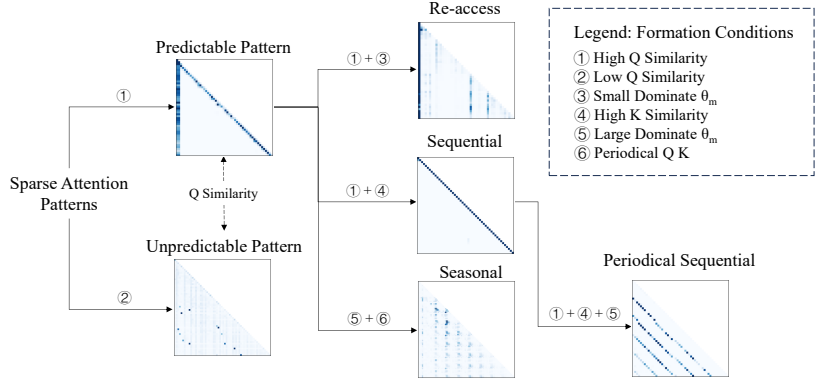 Re-access
Legend: Formation Conditions
① High Q Similarity
② Low Q Similarity
③ Small Dominate θₘ
④ High K Similarity
⑤ Large Dominate θₘ
⑥ Periodical Q K
Predictable Pattern
① + ③
①
Sequential
Sparse Attention
Patterns
Q Similarity
① + ④
Unpredictable Pattern
Seasonal
Periodical Sequential
②
⑤ + ⑥
① + ④ + ⑤